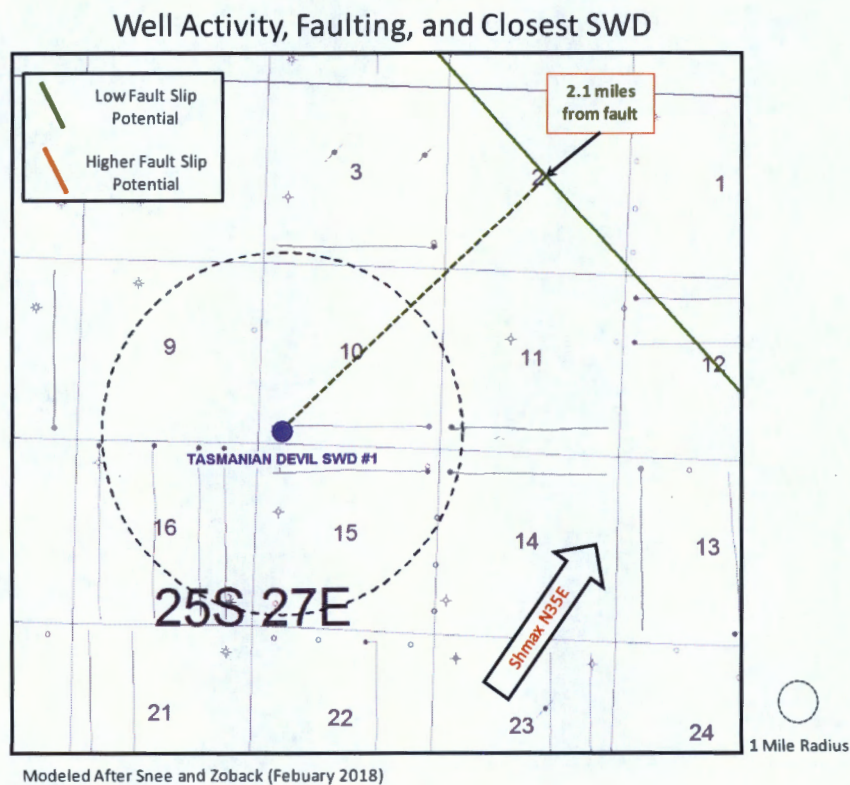 Well Activity, Faulting, and Closest SWD
Low Fault Slip
Potential
Higher Fault Slip
Potential
2.1 miles
from fault
3
2
1
9
10
11
12
TASMANIAN DEVIL SWD #1
16
15
14
13
25S 27E
Shmax N35E
21
22
23
24
1 Mile Radius
Modeled After Snee and Zoback (Febuary 2018)